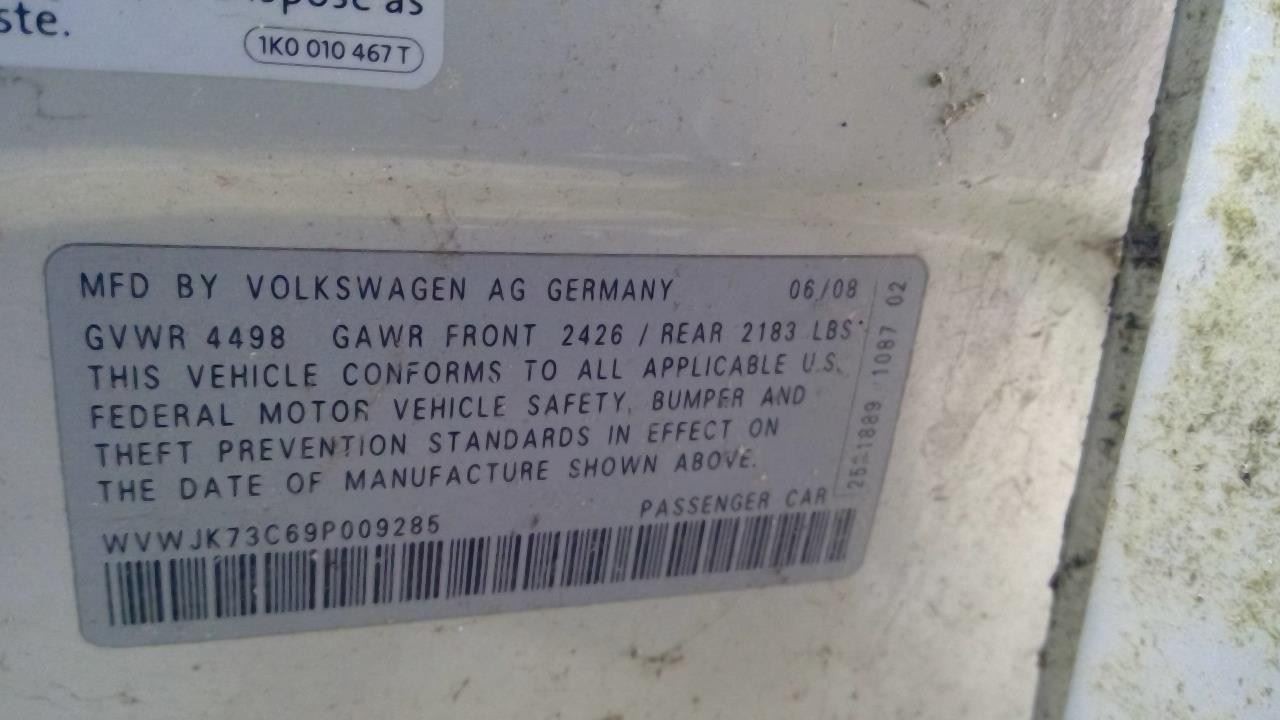 spose as
ste.
1K0 010 467 T
MFD BY VOLKSWAGEN AG GERMANY 06/08
GVWR 4498 GAWR FRONT 2426 / REAR 2183 LBS
THIS VEHICLE CONFORMS TO ALL APPLICABLE U.S.
FEDERAL MOTOR VEHICLE SAFETY, BUMPER AND
THEFT PREVENTION STANDARDS IN EFFECT ON
THE DATE OF MANUFACTURE SHOWN ABOVE.
PASSENGER CAR
WVWJK73C69P009285
1087 02